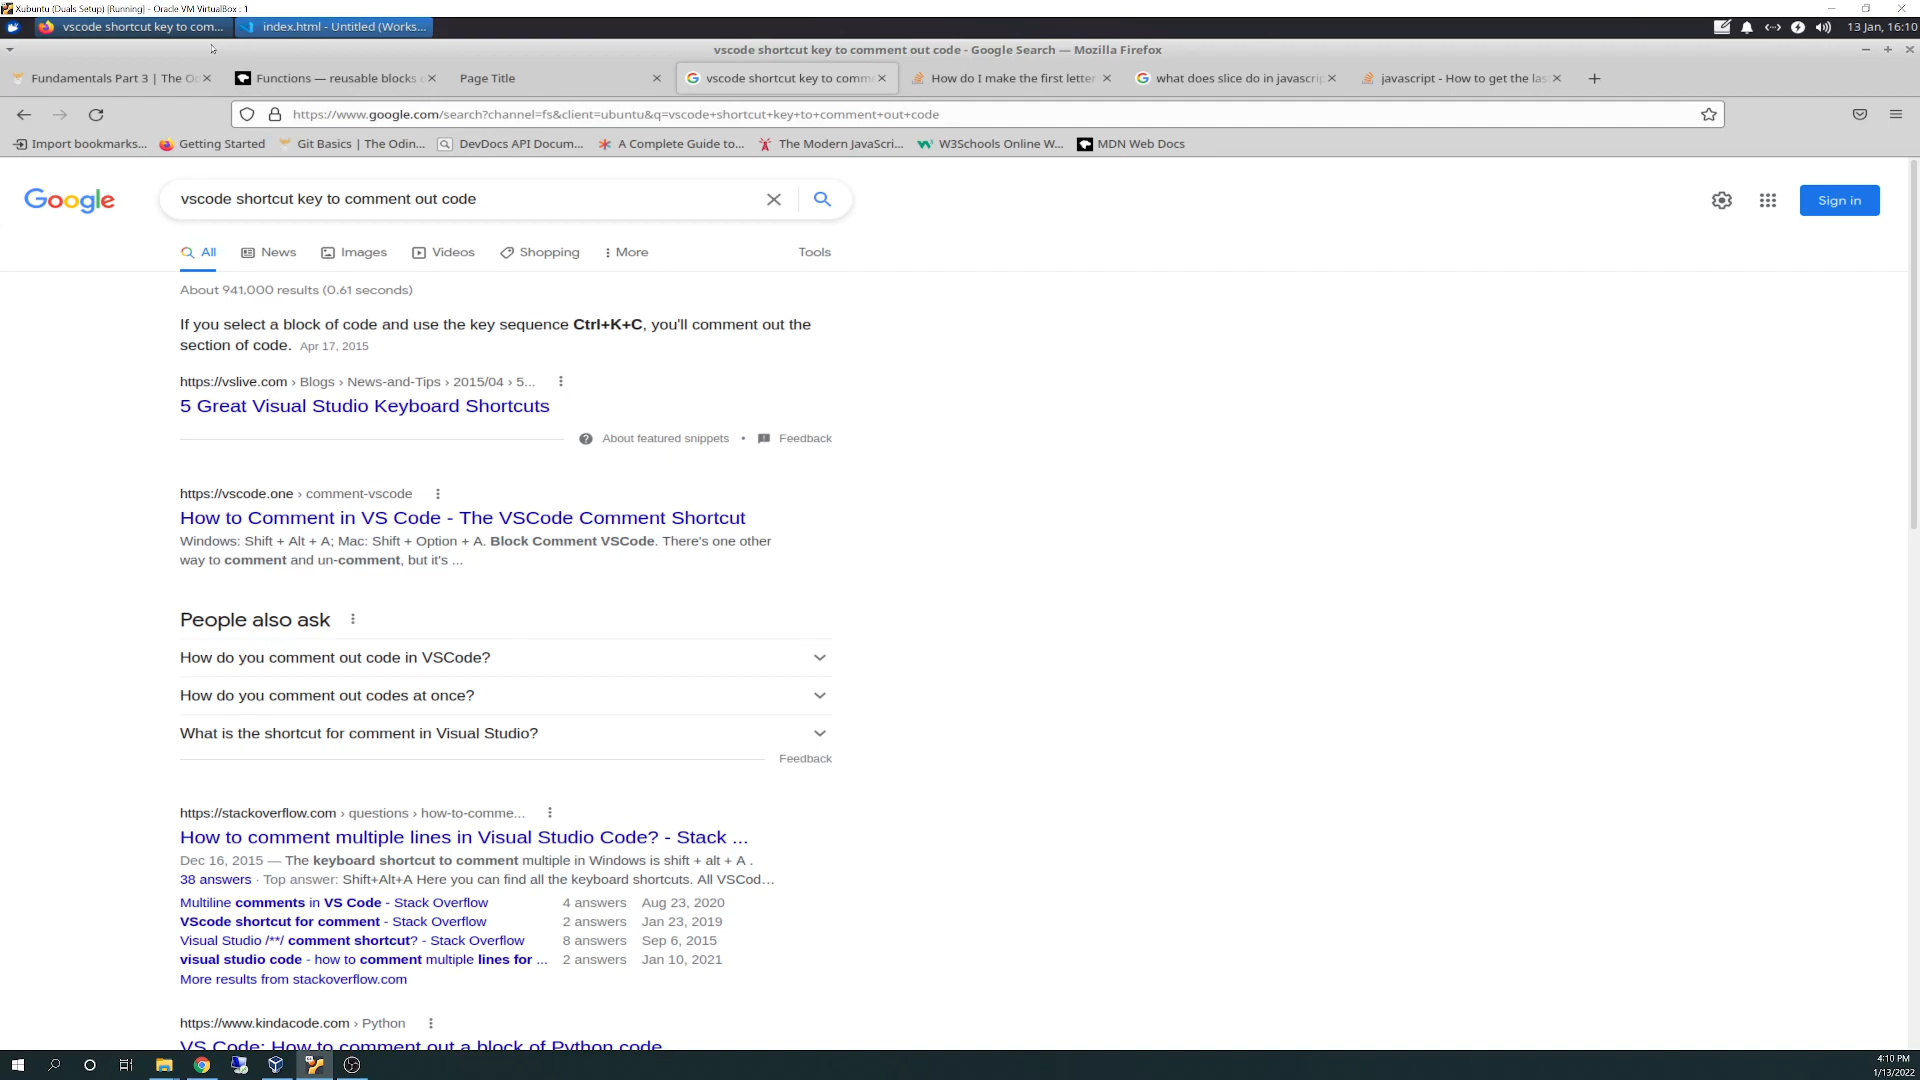 Xubuntu (Duals Setup) [Running] - Oracle VM VirtualBox : 1
vscode shortcut key to com...
index.html - Untitled (Works...
13 Jan, 16:10
vscode shortcut key to comment out code - Google Search — Mozilla Firefox
Fundamentals Part 3 | The O
Functions — reusable blocks
Page Title
vscode shortcut key to comm
How do I make the first letter
what does slice do in javascri
javascript - How to get the las
https://www.google.com/search?channel=fs&client=ubuntu&q=vscode+shortcut+key+to+comment+out+code
Import bookmarks...
Getting Started
Git Basics | The Odin...
DevDocs API Docum...
A Complete Guide to...
The Modern JavaScri...
W3Schools Online W...
MDN Web Docs
Google
vscode shortcut key to comment out code
Sign in
All
News
Images
Videos
Shopping
More
Tools
About 941,000 results (0.61 seconds)
If you select a block of code and use the key sequence Ctrl+K+C, you'll comment out the
section of code. Apr 17, 2015
https://vslive.com › Blogs › News-and-Tips › 2015/04 › 5...
5 Great Visual Studio Keyboard Shortcuts
About featured snippets • Feedback
https://vscode.one › comment-vscode
How to Comment in VS Code - The VSCode Comment Shortcut
Windows: Shift + Alt + A; Mac: Shift + Option + A. Block Comment VSCode. There's one other
way to comment and un-comment, but it's ...
People also ask
How do you comment out code in VSCode?
How do you comment out codes at once?
What is the shortcut for comment in Visual Studio?
Feedback
https://stackoverflow.com › questions › how-to-comme...
How to comment multiple lines in Visual Studio Code? - Stack ...
Dec 16, 2015 — The keyboard shortcut to comment multiple in Windows is shift + alt + A .
38 answers · Top answer: Shift+Alt+A Here you can find all the keyboard shortcuts. All VSCod...
Multiline comments in VS Code - Stack Overflow 4 answers Aug 23, 2020
VScode shortcut for comment - Stack Overflow 2 answers Jan 23, 2019
Visual Studio /**/ comment shortcut? - Stack Overflow 8 answers Sep 6, 2015
visual studio code - how to comment multiple lines for ... 2 answers Jan 10, 2021
More results from stackoverflow.com
https://www.kindacode.com › Python
VS Code: How to comment out a block of Python code
4:10 PM
1/13/2022